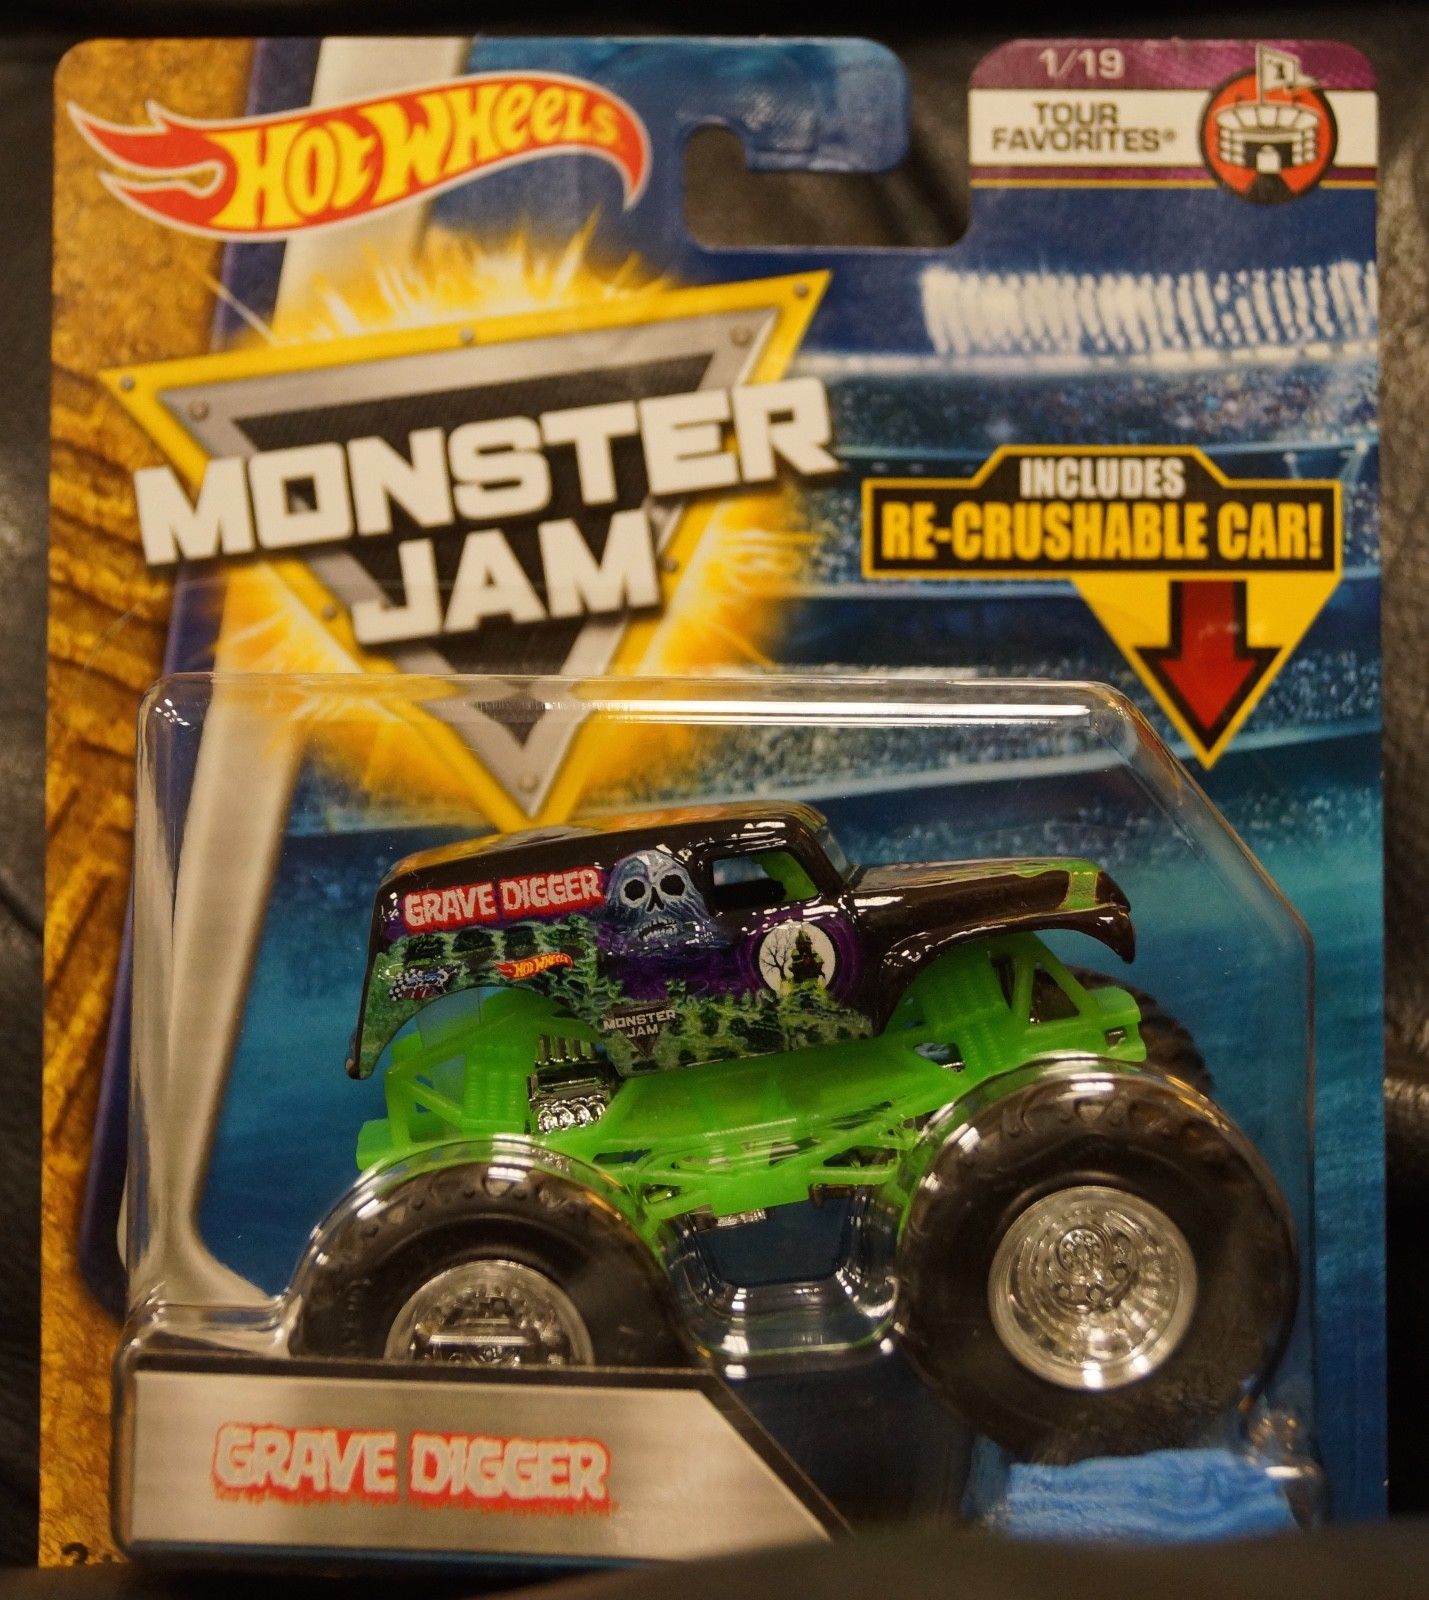 HOT WHEELS
1/19
TOUR
FAVORITES®
1
MONSTER
JAM
INCLUDES
RE-CRUSHABLE CAR!
GRAVE DIGGER
HOT WHEELS
MONSTER
JAM
GRAVE DIGGER